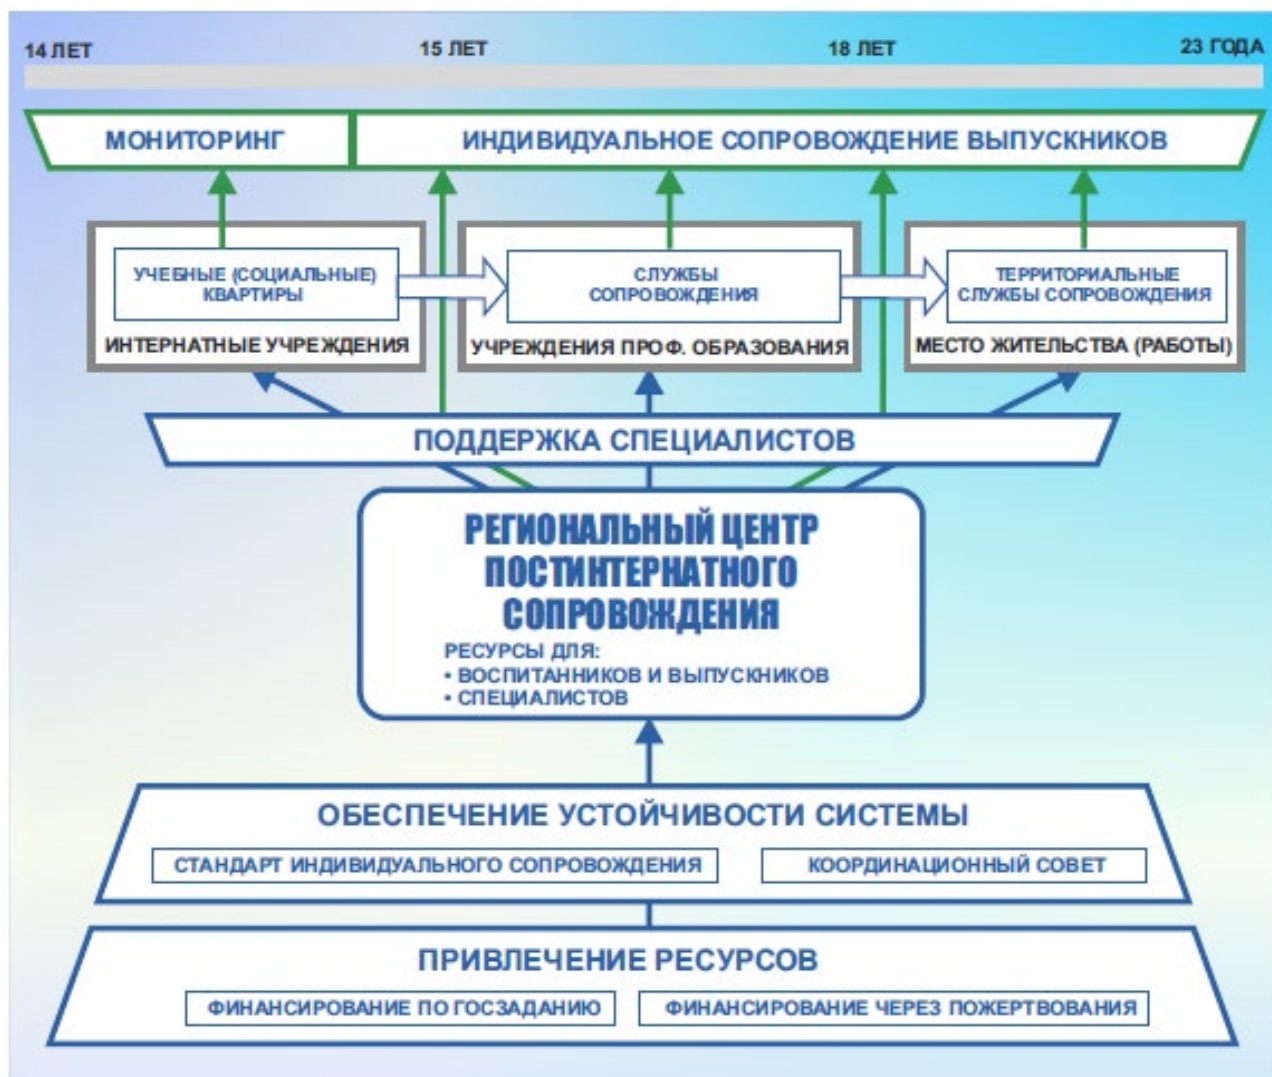 14 ЛЕТ 15 ЛЕТ 18 ЛЕТ 23 ГОДА
МОНИТОРИНГ
ИНДИВИДУАЛЬНОЕ СОПРОВОЖДЕНИЕ ВЫПУСКНИКОВ
УЧЕБНЫЕ (СОЦИАЛЬНЫЕ)
КВАРТИРЫ
ИНТЕРНАТНЫЕ УЧРЕЖДЕНИЯ
СЛУЖБЫ
СОПРОВОЖДЕНИЯ
УЧРЕЖДЕНИЯ ПРОФ. ОБРАЗОВАНИЯ
ТЕРРИТОРИАЛЬНЫЕ
СЛУЖБЫ СОПРОВОЖДЕНИЯ
МЕСТО ЖИТЕЛЬСТВА (РАБОТЫ)
ПОДДЕРЖКА СПЕЦИАЛИСТОВ
РЕГИОНАЛЬНЫЙ ЦЕНТР
ПОСТИНТЕРНАТНОГО
СОПРОВОЖДЕНИЯ
РЕСУРСЫ ДЛЯ:
• ВОСПИТАННИКОВ И ВЫПУСКНИКОВ
• СПЕЦИАЛИСТОВ
ОБЕСПЕЧЕНИЕ УСТОЙЧИВОСТИ СИСТЕМЫ
СТАНДАРТ ИНДИВИДУАЛЬНОГО СОПРОВОЖДЕНИЯ
КООРДИНАЦИОННЫЙ СОВЕТ
ПРИВЛЕЧЕНИЕ РЕСУРСОВ
ФИНАНСИРОВАНИЕ ПО ГОСЗАДАНИЮ
ФИНАНСИРОВАНИЕ ЧЕРЕЗ ПОЖЕРТВОВАНИЯ